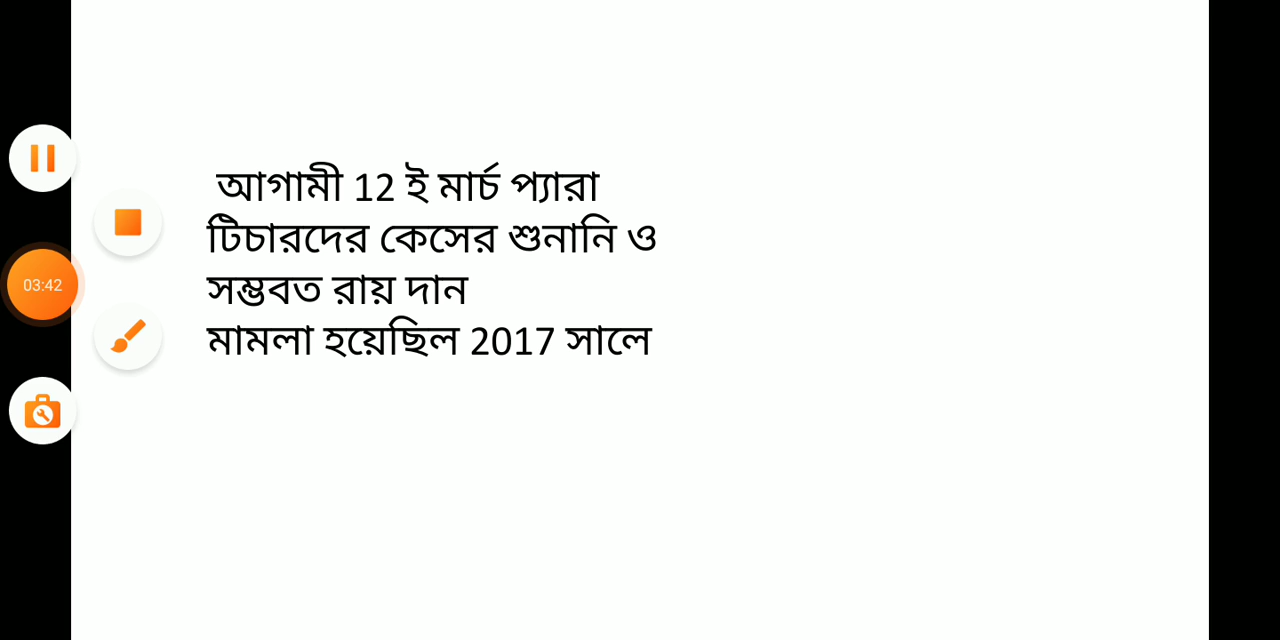 আগামী 12 ই মার্চ প্যারা
টিচারদের কেসের শুনানি ও
সম্ভবত রায় দান
মামলা হয়েছিল 2017 সালে
03:42